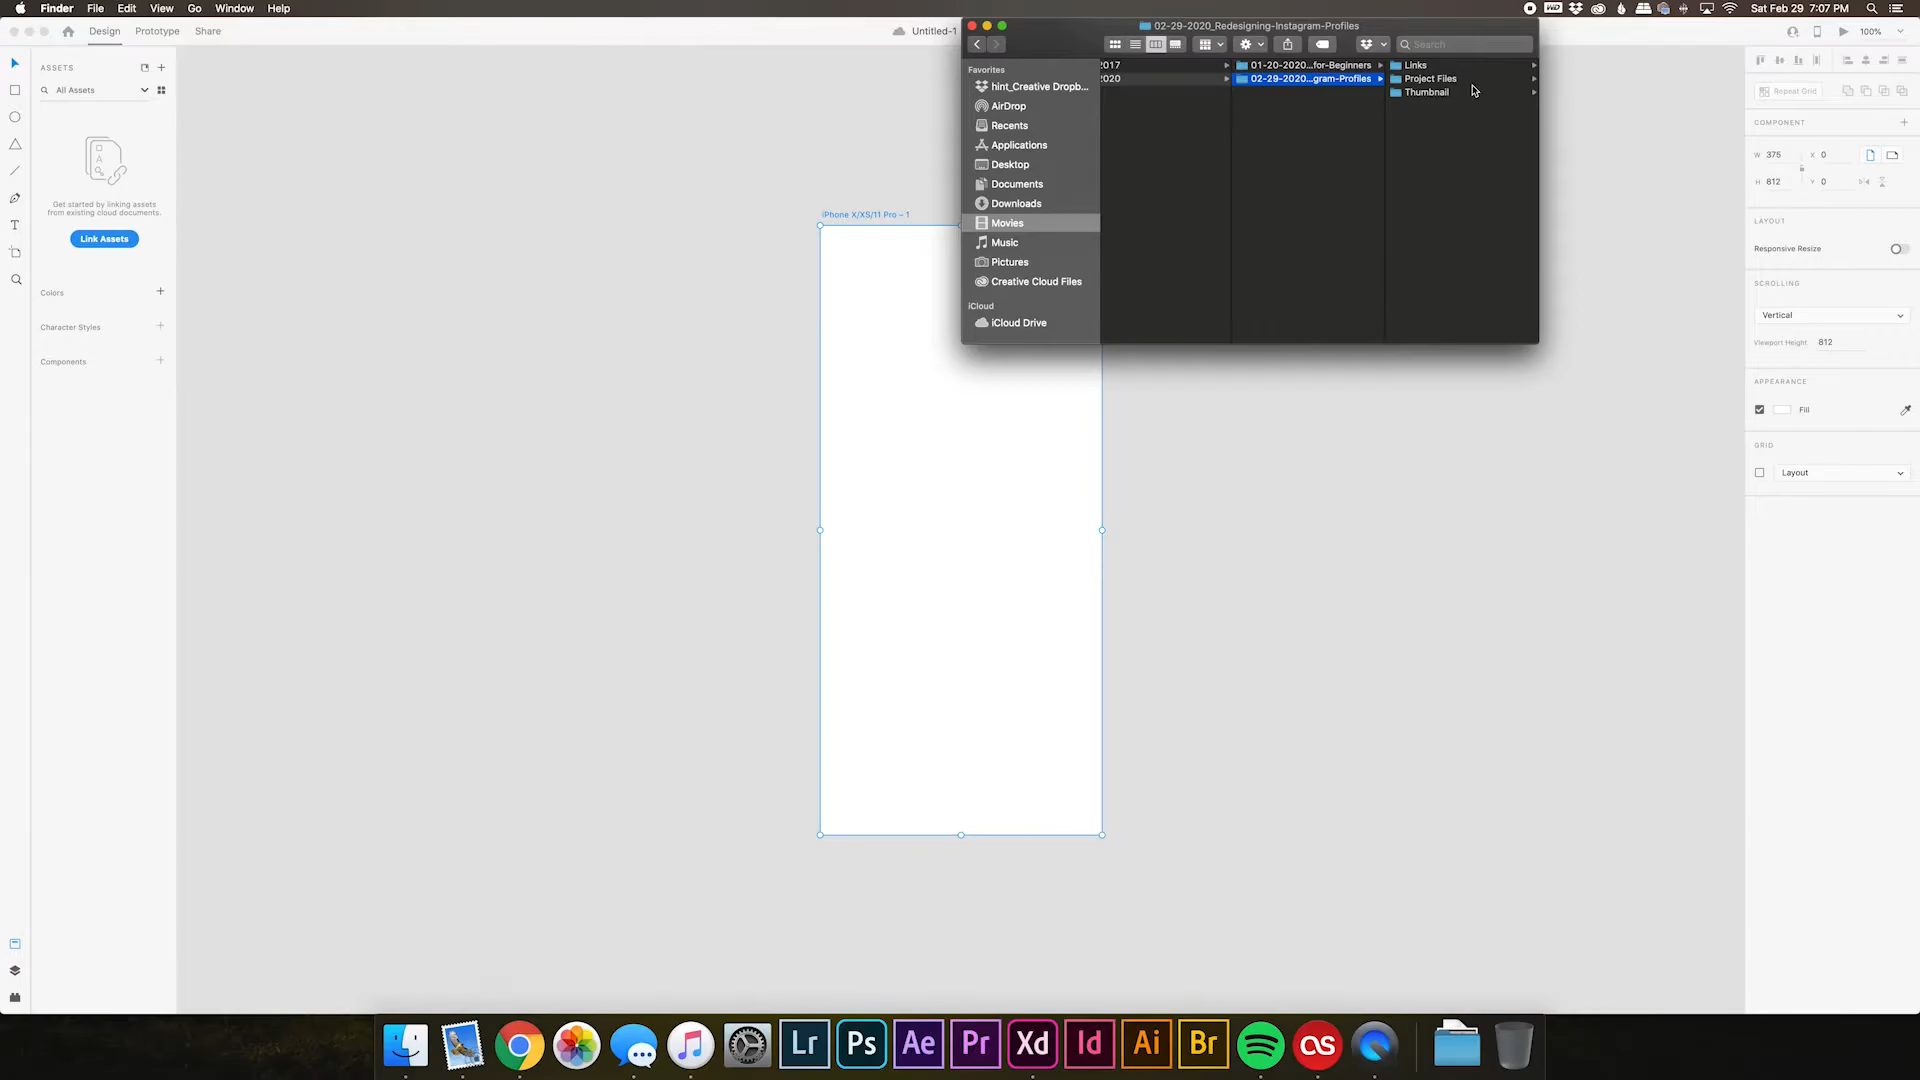 Finder File Edit View Go Window Help
Sat Feb 29 7:07 PM
Design Prototype Share
Untitled-1
100%
02-29-2020_Redesigning-Instagram-Profiles
Search
ASSETS
All Assets
Get started by linking assets
from existing cloud documents.
Link Assets
Colors
Character Styles
Components
iPhone X/XS/11 Pro – 1
Favorites
hint_Creative Dropb...
AirDrop
Recents
Applications
Desktop
Documents
Downloads
Movies
Music
Pictures
Creative Cloud Files
iCloud
iCloud Drive
2017
2020
01-20-2020...for-Beginners
02-29-2020...gram-Profiles
Links
Project Files
Thumbnail
Repeat Grid
COMPONENT
W 375 X 0
H 812 Y 0
LAYOUT
Responsive Resize
SCROLLING
Vertical
Viewport Height 812
APPEARANCE
Fill
GRID
Layout
Lr Ps Ae Pr Xd Id Ai Br